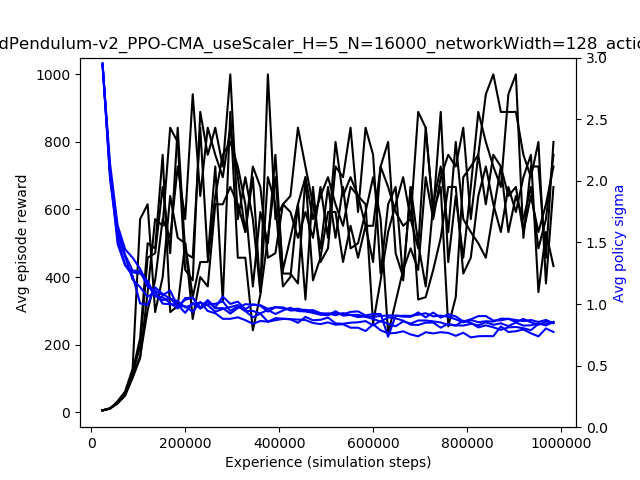 dPendulum-v2_PPO-CMA_useScaler_H=5_N=16000_networkWidth=128_actio
1000
800
600
400
200
0
Avg episode reward
3.0
2.5
2.0
1.5
1.0
0.5
0.0
Avg policy sigma
0 200000 400000 600000 800000 1000000
Experience (simulation steps)